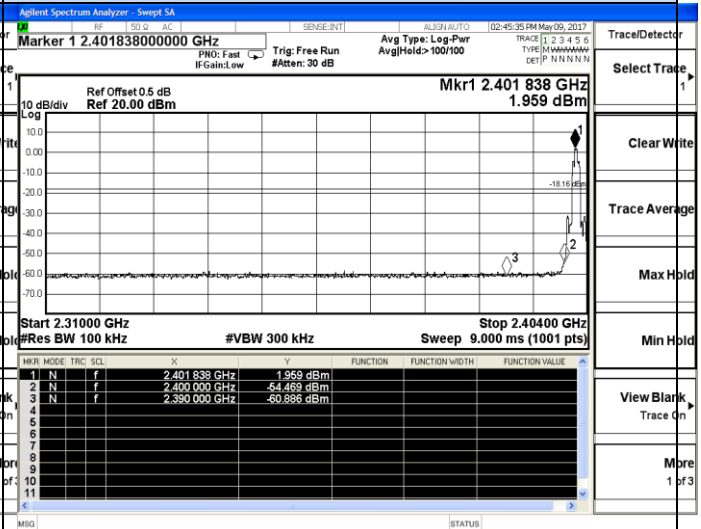 Agilent Spectrum Analyzer - Swept SA
RF 50 Ω AC SENSE:INT ALIGN AUTO 02:45:35 PM May 09, 2017
Marker 1 2.401838000000 GHz
PNO: Fast
IFGain:Low
Trig: Free Run
#Atten: 30 dB
Avg Type: Log-Pwr
Avg|Hold:> 100/100
TRACE 1 2 3 4 5 6
TYPE M WWWWW
DET P N N N N N
Ref Offset 0.5 dB
10 dB/div Ref 20.00 dBm
Log
Mkr1 2.401 838 GHz
1.959 dBm
10.0
0.00
-10.0
-20.0
-30.0
-40.0
-50.0
-60.0
-70.0
1
-18.16 dBm
2
3
Start 2.31000 GHz Stop 2.40400 GHz
#Res BW 100 kHz #VBW 300 kHz Sweep 9.000 ms (1001 pts)
MKR MODE TRC SCL X Y FUNCTION FUNCTION WIDTH FUNCTION VALUE
1 N f 2.401 838 GHz 1.959 dBm
2 N f 2.400 000 GHz -54.469 dBm
3 N f 2.390 000 GHz -60.886 dBm
4
5
6
7
8
9
10
11
MSG STATUS
Trace/Detector
Select Trace
1
Clear Write
Trace Average
Max Hold
Min Hold
View Blank
Trace On
More
1 of 3